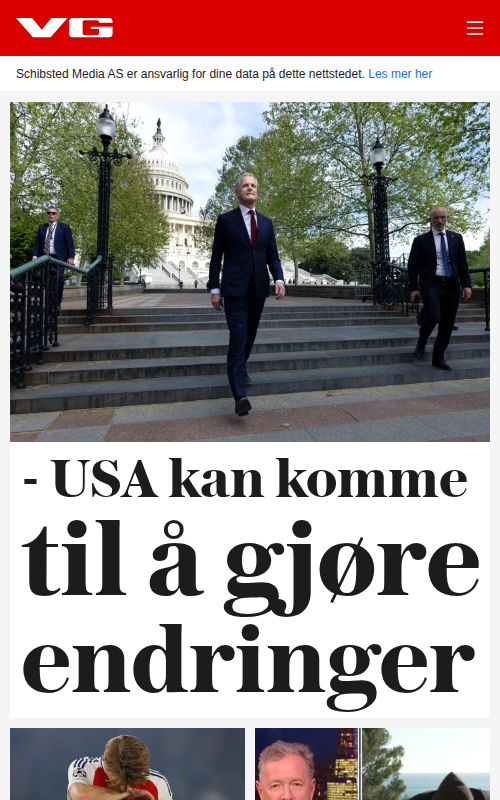 VG
Schibsted Media AS er ansvarlig for dine data på dette nettstedet. Les mer her
- USA kan komme
til å gjøre
endringer